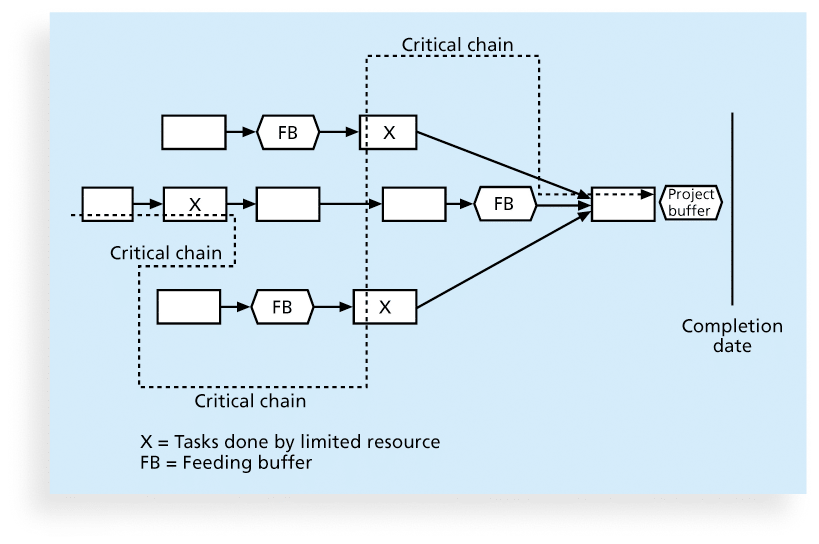 Critical chain
FB
X
X
FB
Project
buffer
Critical chain
FB
X
Completion
date
Critical chain
X = Tasks done by limited resource
FB = Feeding buffer